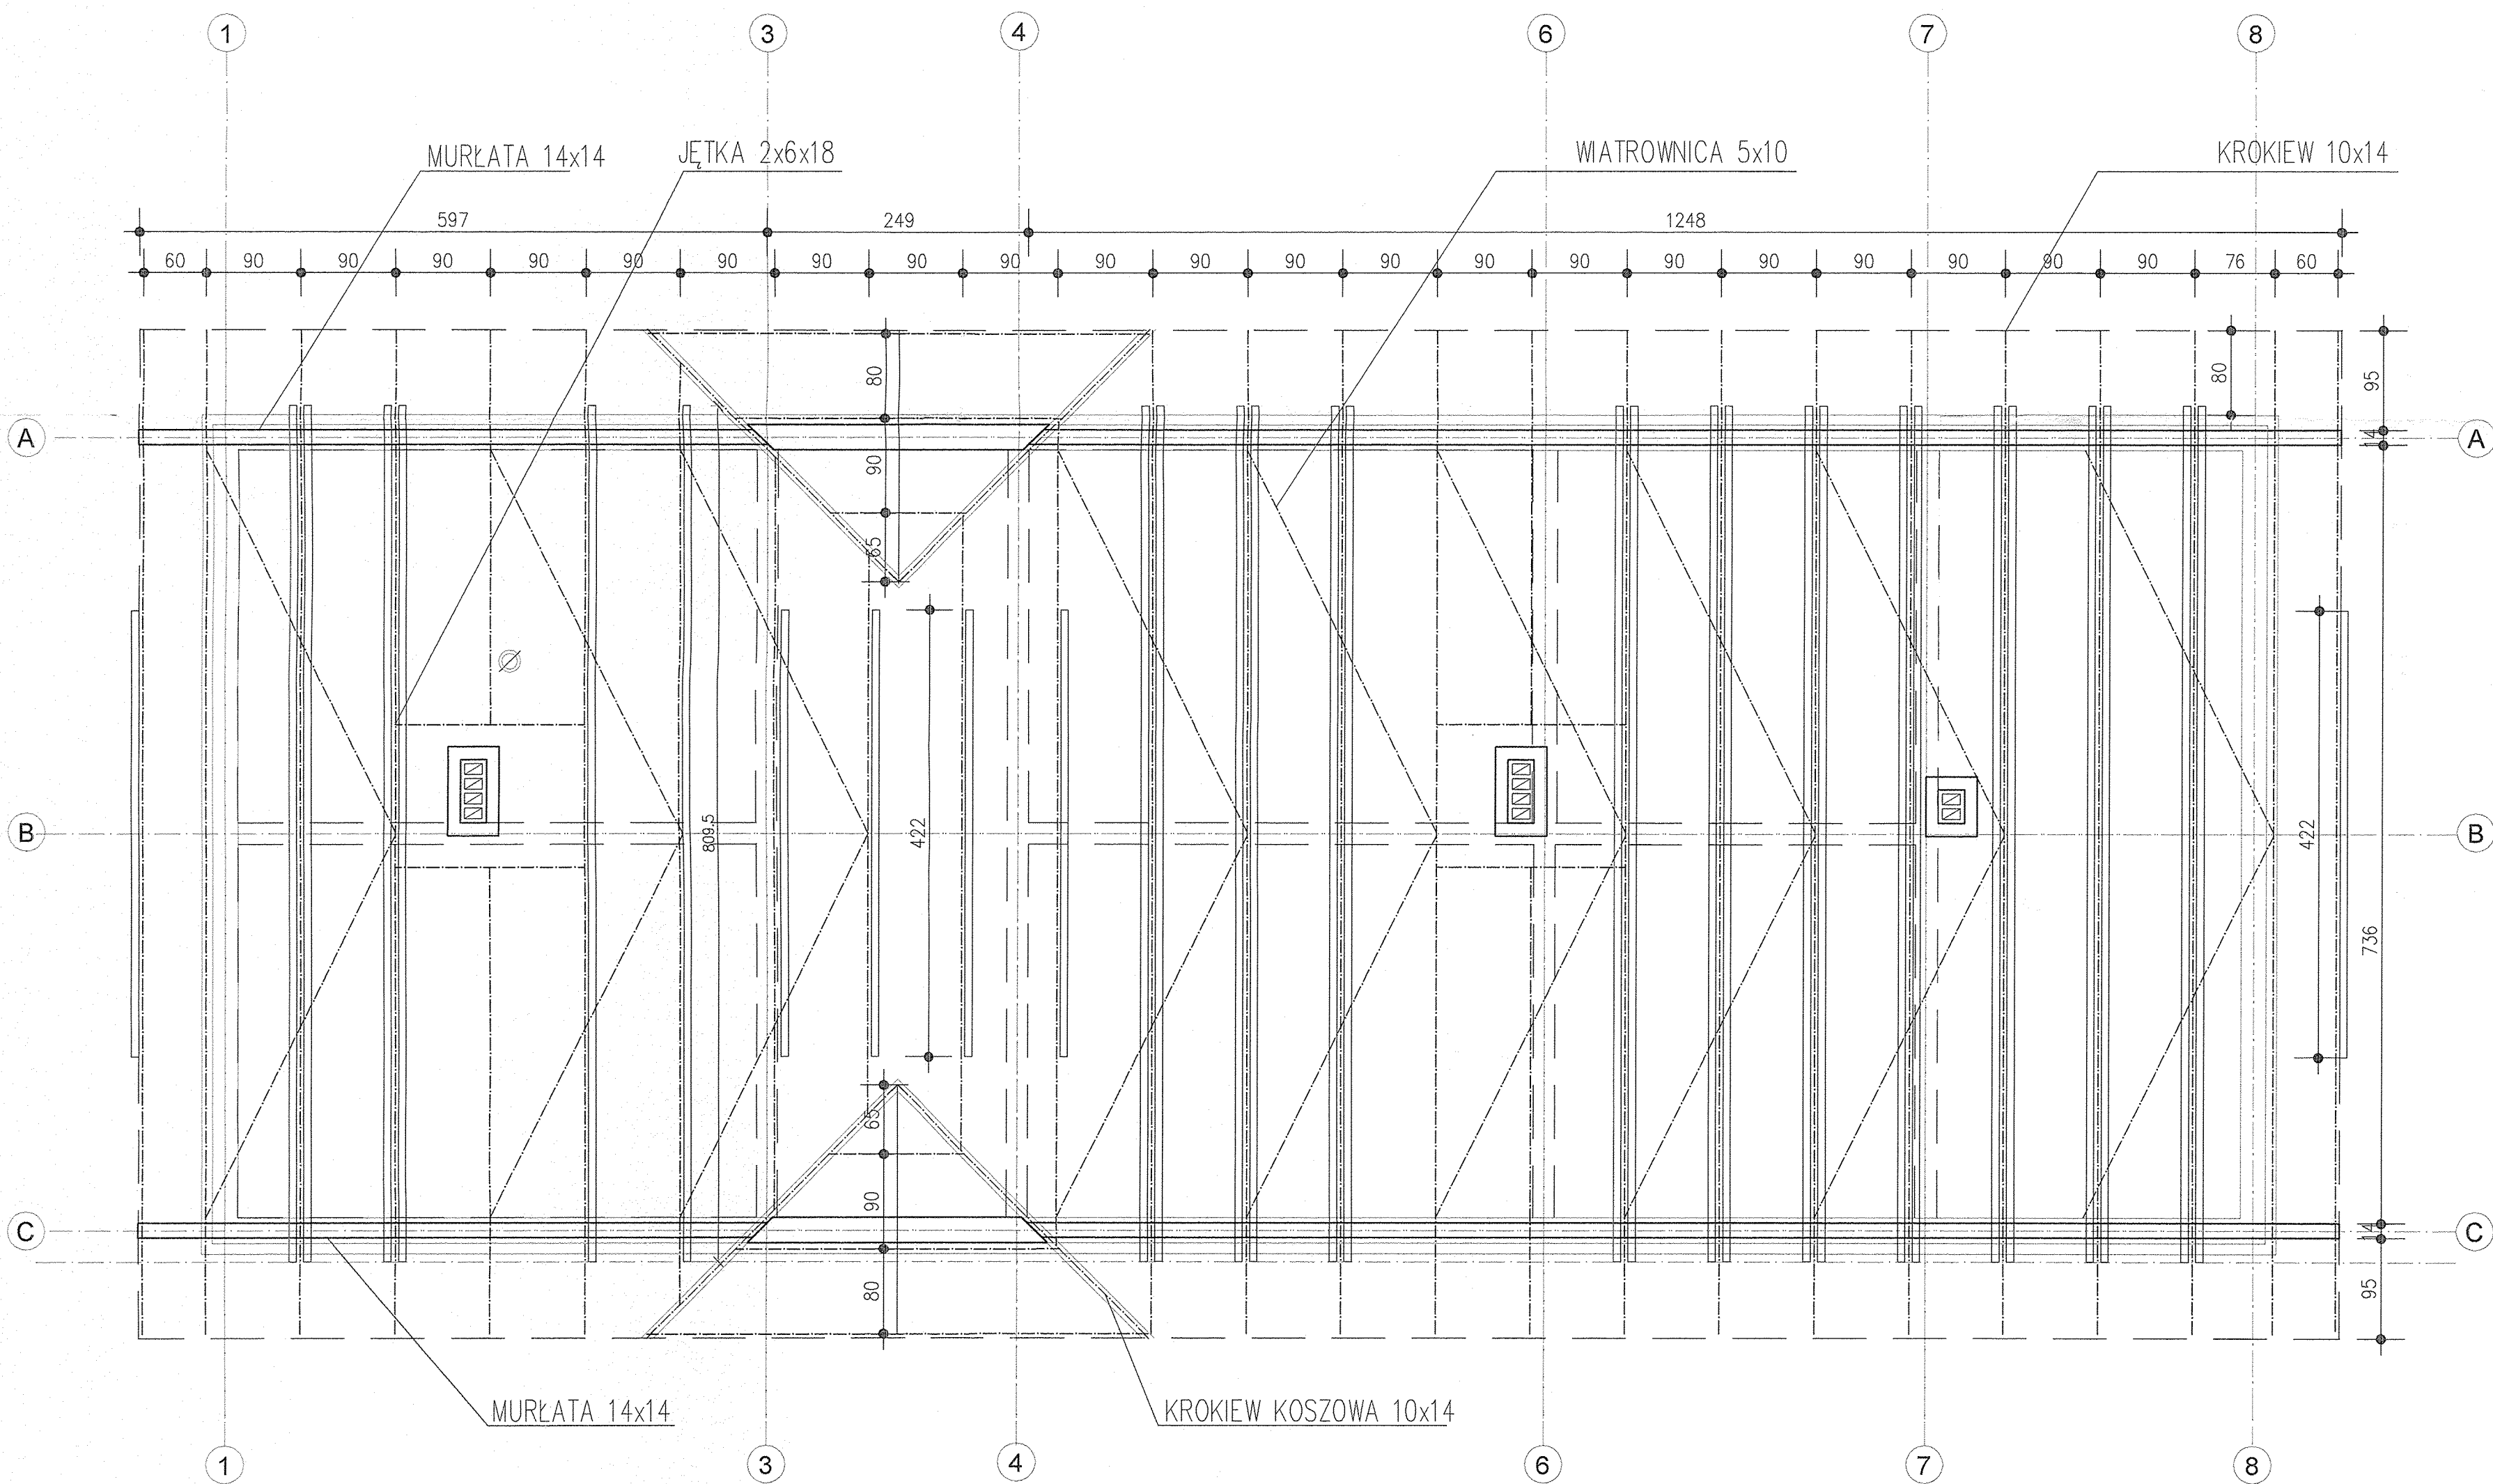 1 3 4 6 7 8
MURŁATA 14x14 JĘTKA 2x6x18 WIATROWNICA 5x10 KROKIEW 10x14
597 249 1248
60 90 90 90 90 90 90 90 90 90 90 90 90 90 90 90 90 90 90 90 90 90 76 60
80 80 95
A 14 A
90
65
B 809.5 422 422 B
736
65
90
C 14 C
80 95
MURŁATA 14x14 KROKIEW KOSZOWA 10x14
1 3 4 6 7 8